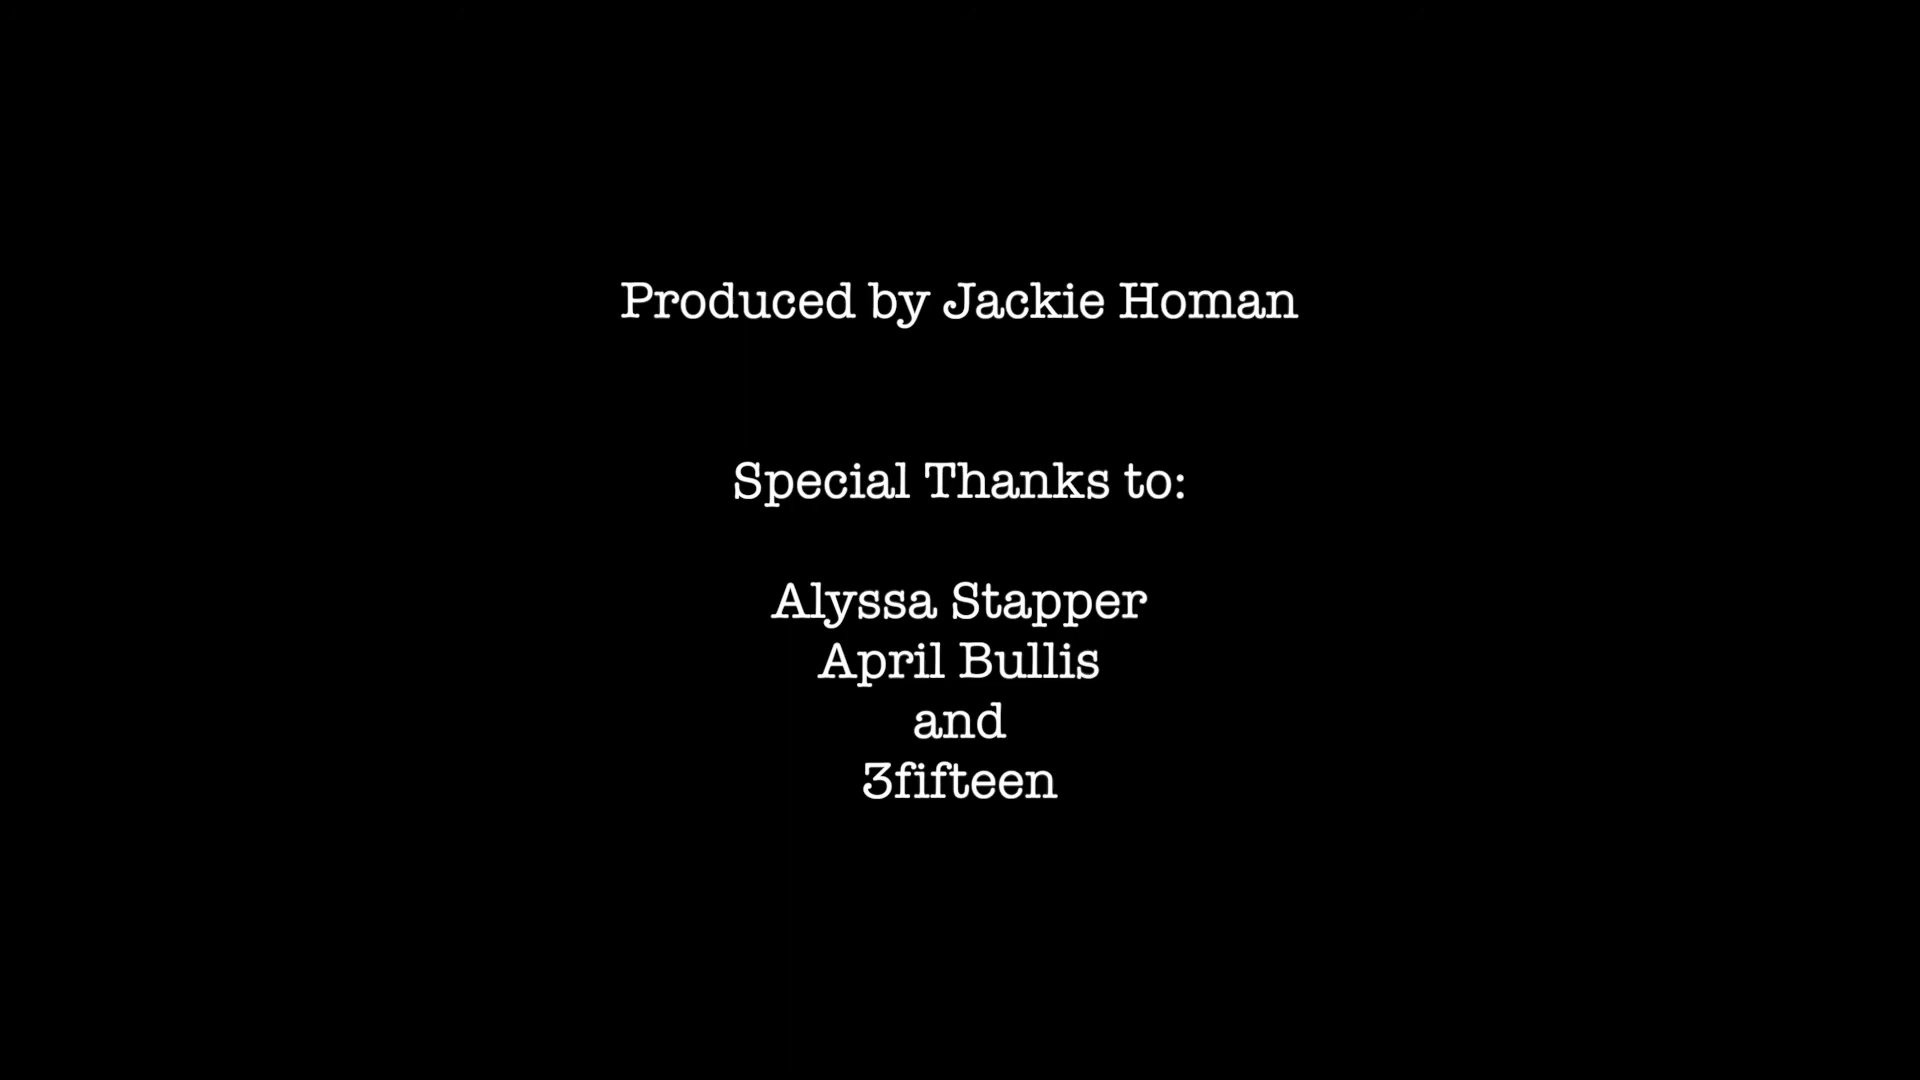 Produced by Jackie Homan
Special Thanks to:
Alyssa Stapper
April Bullis
and
3fifteen